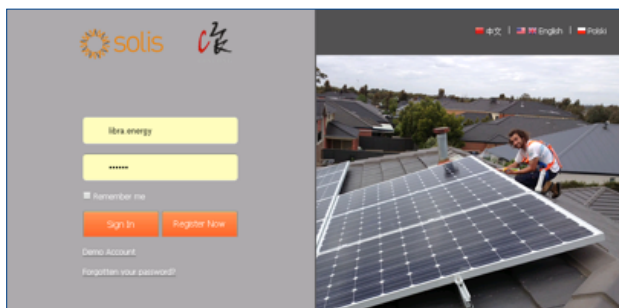 solis
中文 | English | Polski
libra.energy
••••••
Remember me
Sign In Register Now
Demo Account
Forgotten your password?